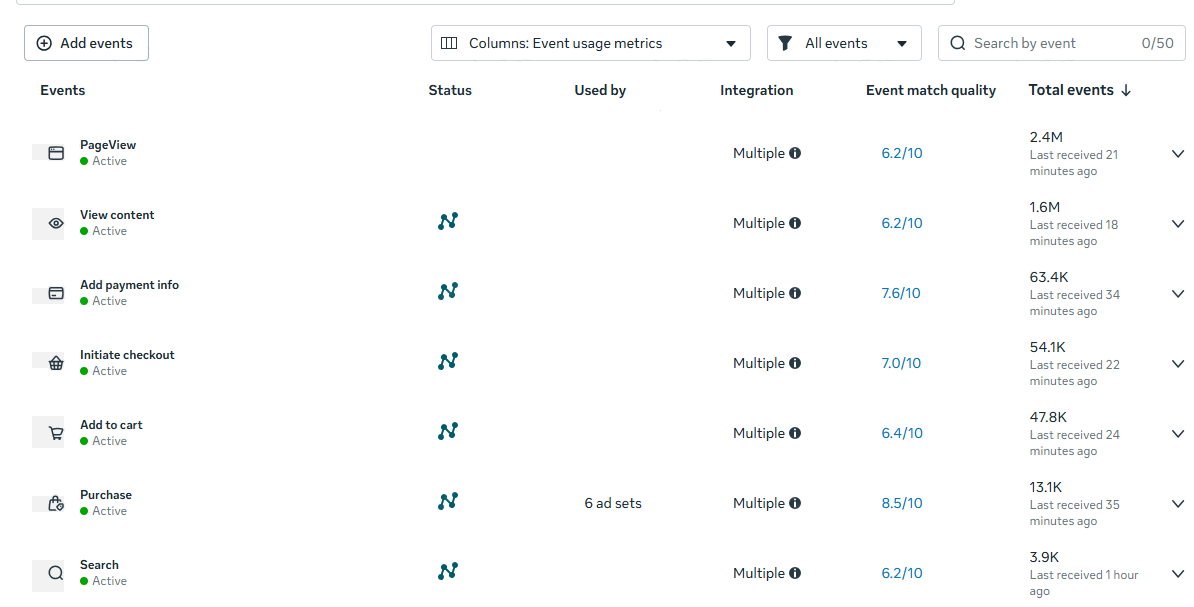 Add events
Columns: Event usage metrics
All events
Search by event 0/50
Events Status Used by Integration Event match quality Total events
PageView
Active
Multiple
6.2/10
2.4M
Last received 21
minutes ago
View content
Active
Multiple
6.2/10
1.6M
Last received 18
minutes ago
Add payment info
Active
Multiple
7.6/10
63.4K
Last received 34
minutes ago
Initiate checkout
Active
Multiple
7.0/10
54.1K
Last received 22
minutes ago
Add to cart
Active
Multiple
6.4/10
47.8K
Last received 24
minutes ago
Purchase
Active
6 ad sets
Multiple
8.5/10
13.1K
Last received 35
minutes ago
Search
Active
Multiple
6.2/10
3.9K
Last received 1 hour
ago